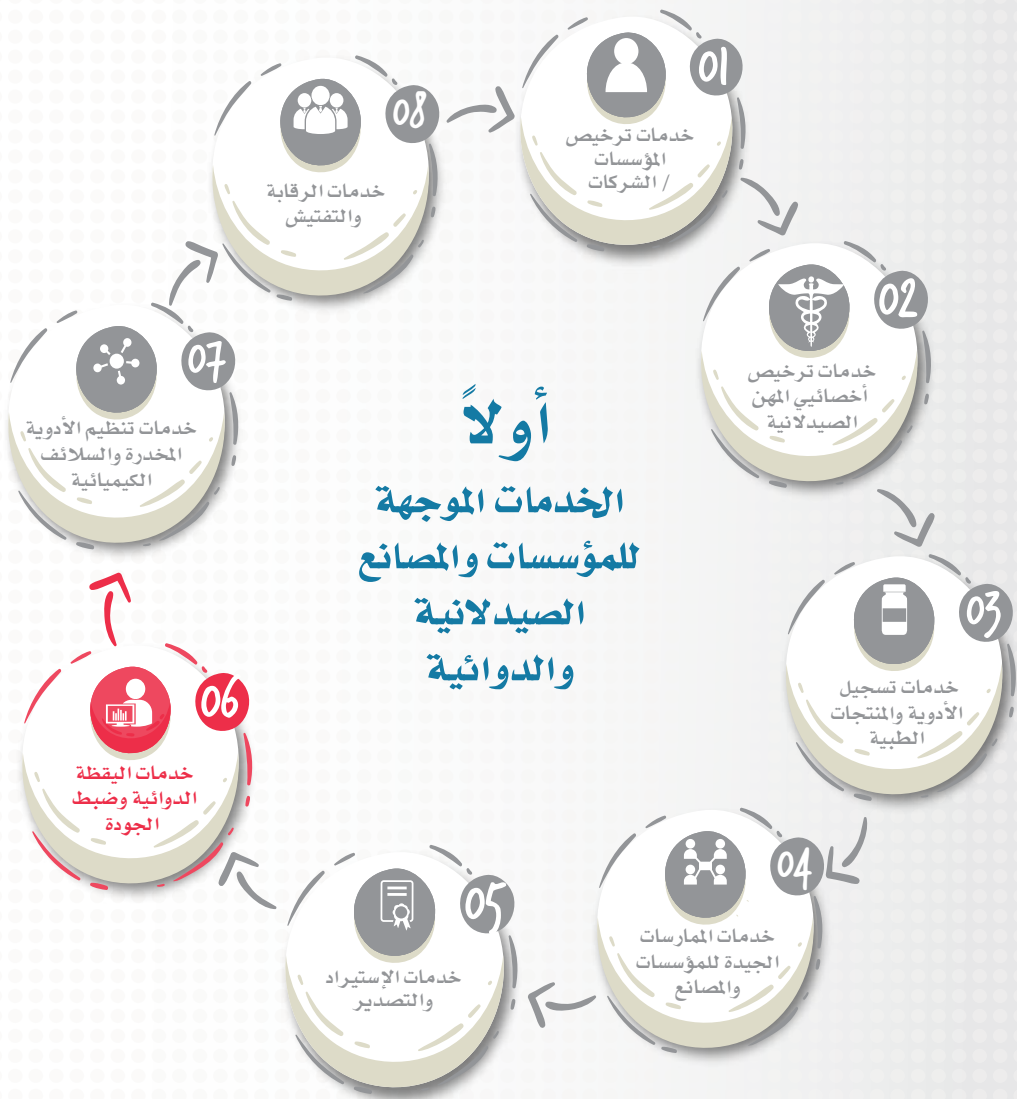 أولاً
الخدمات الموجهة
للمؤسسات والمصانع
الصيدلانية
والدوائية
01
خدمات ترخيص
المؤسسات
/ الشركات
02
خدمات ترخيص
أخصائيي المهن
الصيدلانية
03
خدمات تسجيل
الأدوية والمنتجات
الطبية
04
خدمات الممارسات
الجيدة للمؤسسات
والمصانع
05
خدمات الإستيراد
والتصدير
06
خدمات اليقظة
الدوائية وضبط
الجودة
07
خدمات تنظيم الأدوية
المخدرة والسلائف
الكيميائية
08
خدمات الرقابة
والتفتيش